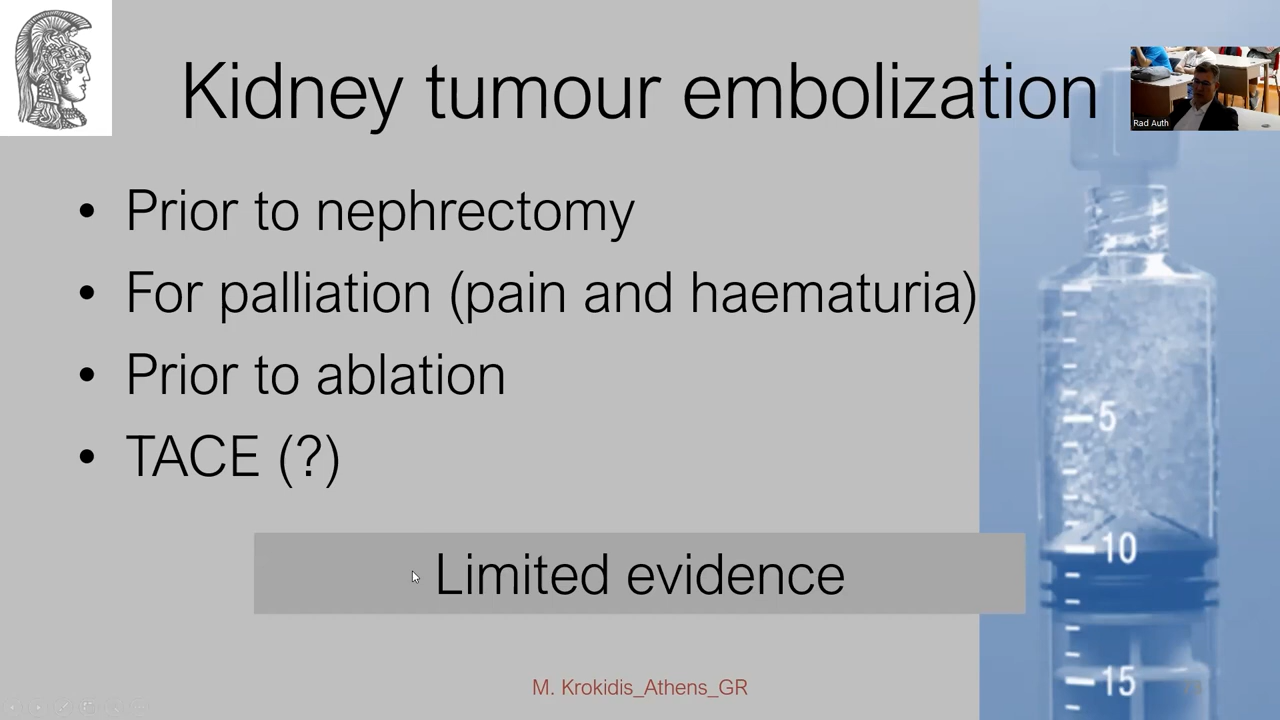 Kidney tumour embolization
Rad Auth
• Prior to nephrectomy
• For palliation (pain and haematuria)
• Prior to ablation
• TACE (?)
5
10
Limited evidence
M. Krokidis_Athens_GR
15